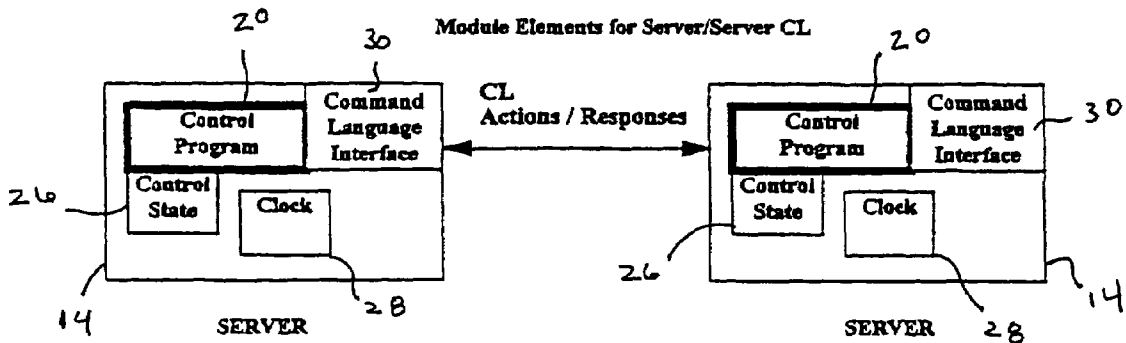 Module Elements for Server/Server CL
20
30
20
Control
Program
Command
Language
Interface
CL
Actions / Responses
Control
Program
Command
Language
Interface
30
26
Control
State
Clock
Control
State
Clock
26
14
28
28
14
SERVER
SERVER